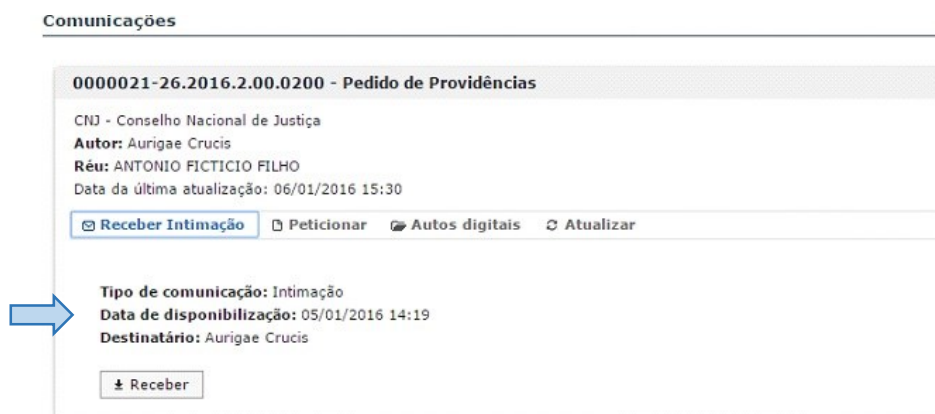 Comunicações
0000021-26.2016.2.00.0200 - Pedido de Providências
CNJ - Conselho Nacional de Justiça
Autor: Aurigae Crucis
Réu: ANTONIO FICTICIO FILHO
Data da última atualização: 06/01/2016 15:30
Receber Intimação Peticionar Autos digitais Atualizar
Tipo de comunicação: Intimação
Data de disponibilização: 05/01/2016 14:19
Destinatário: Aurigae Crucis
Receber